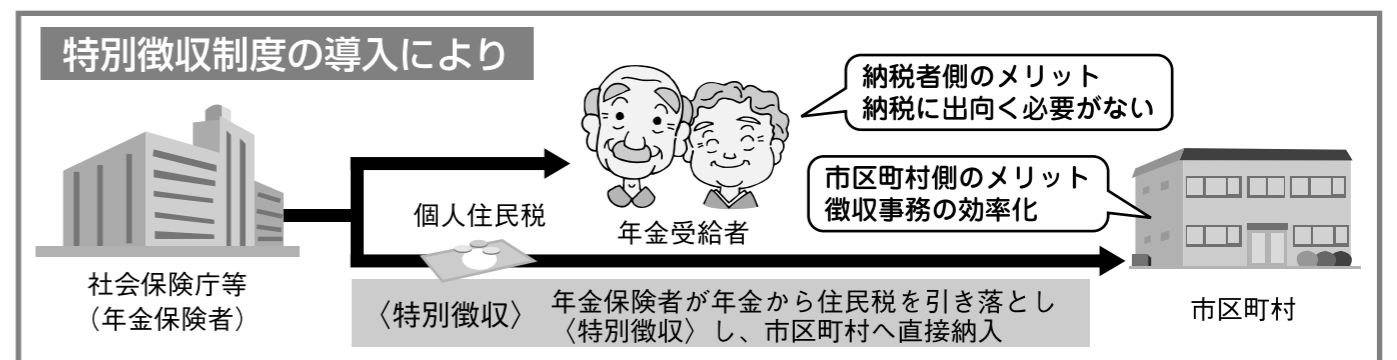 特別徴収制度の導入により
納税者側のメリット
納税に出向く必要がない
市区町村側のメリット
徴収事務の効率化
個人住民税
年金受給者
社会保険庁等
（年金保険者）
〈特別徴収〉 年金保険者が年金から住民税を引き落とし
〈特別徴収〉し、市区町村へ直接納入
市区町村